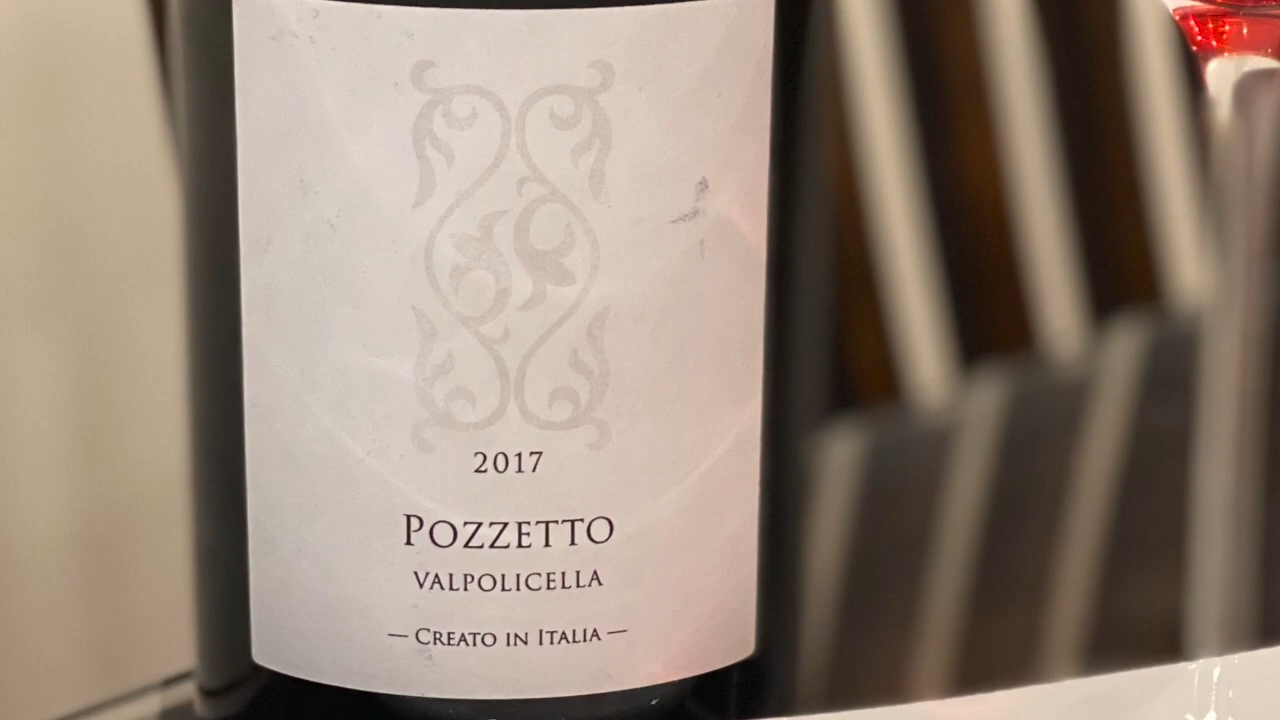 2017
POZZETTO
VALPOLICELLA
— CREATO IN ITALIA —